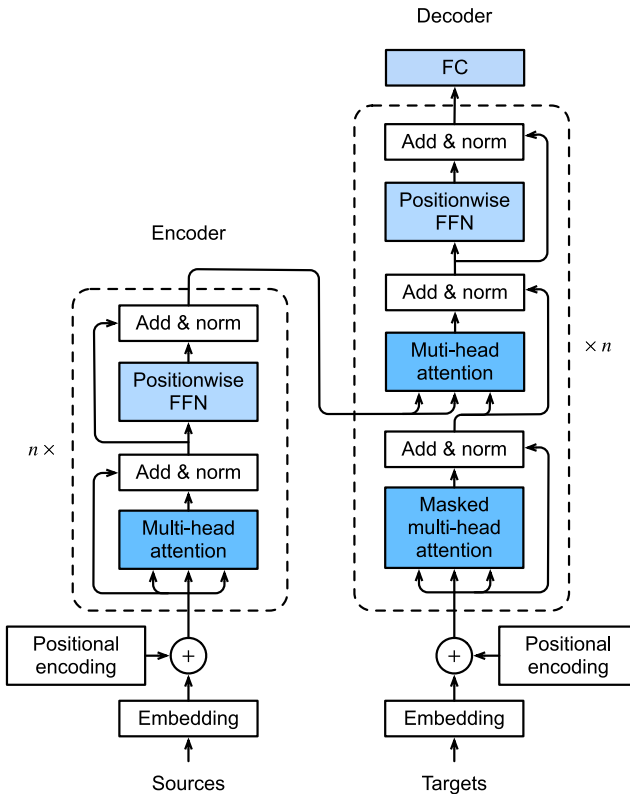 Decoder
FC
Add & norm
Positionwise
FFN
Add & norm
Muti-head
attention
× n
Add & norm
Masked
multi-head
attention
Positional
encoding
+
Embedding
Targets
Encoder
Add & norm
Positionwise
FFN
n ×
Add & norm
Multi-head
attention
Positional
encoding
+
Embedding
Sources